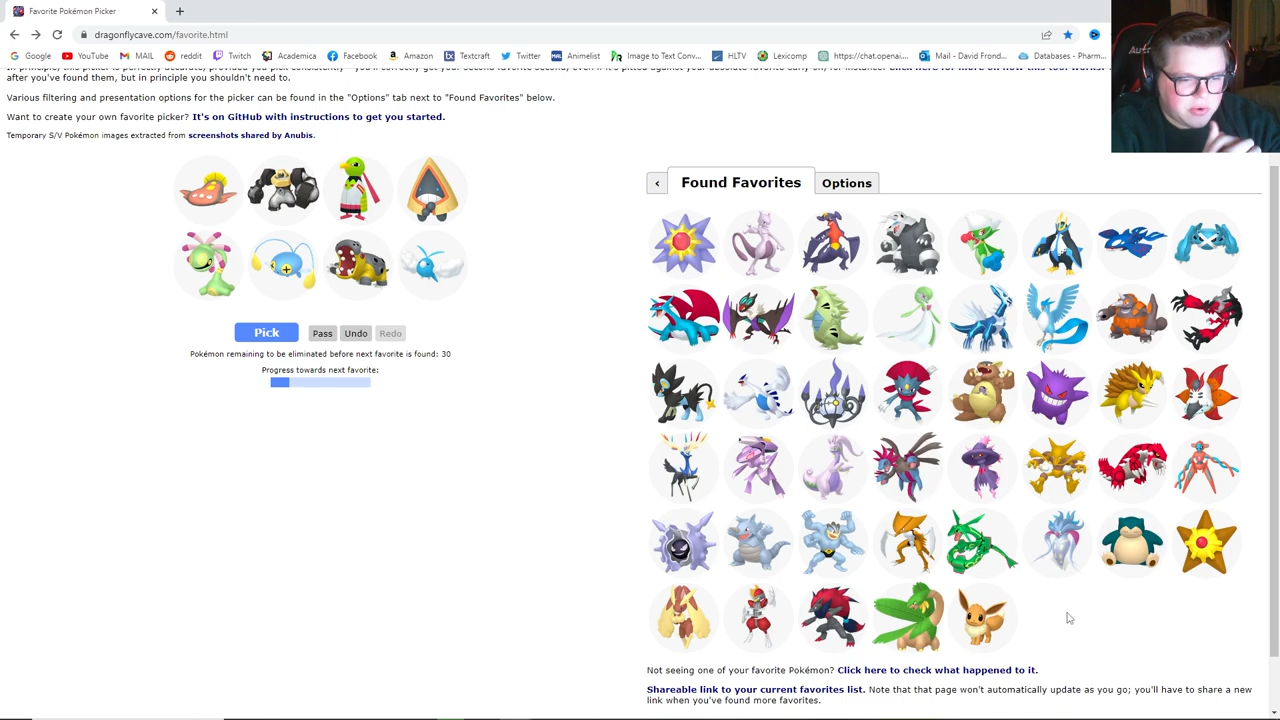 Favorite Pokémon Picker
dragonflycave.com/favorite.html
Google YouTube MAIL reddit Twitch Academica Facebook Amazon Textcraft Twitter Animelist Image to Text Conv... HLTV Lexicomp https://chat.openai... Mail - David Frond... Databases - Pharm...
after you've found them, but in principle you shouldn't need to.
Various filtering and presentation options for the picker can be found in the "Options" tab next to "Found Favorites" below.
Want to create your own favorite picker? It's on GitHub with instructions to get you started.
Temporary S/V Pokémon images extracted from screenshots shared by Anubis.
Found Favorites Options
Pick Pass Undo Redo
Pokémon remaining to be eliminated before next favorite is found: 30
Progress towards next favorite:
Not seeing one of your favorite Pokémon? Click here to check what happened to it.
Shareable link to your current favorites list. Note that that page won't automatically update as you go; you'll have to share a new
link when you've found more favorites.